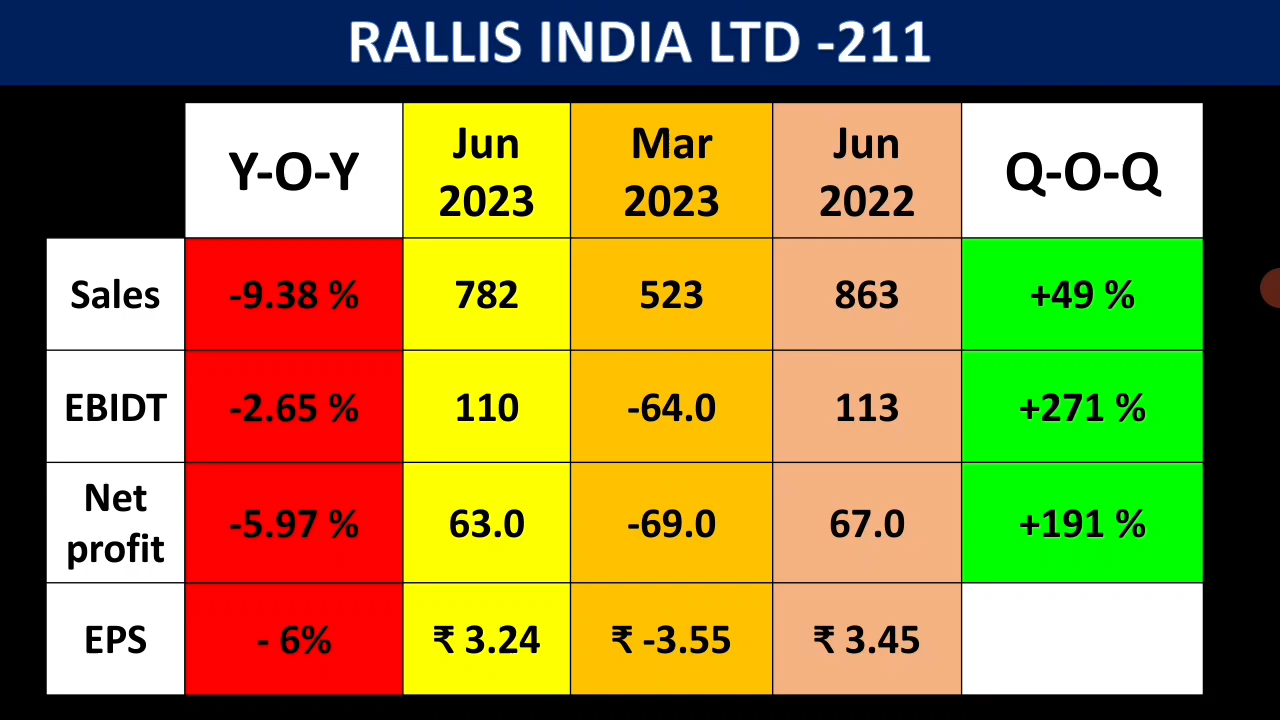 RALLIS INDIA LTD -211
Y-O-Y Jun 2023 Mar 2023 Jun 2022 Q-O-Q
Sales -9.38 % 782 523 863 +49 %
EBIDT -2.65 % 110 -64.0 113 +271 %
Net profit -5.97 % 63.0 -69.0 67.0 +191 %
EPS - 6% ₹ 3.24 ₹ -3.55 ₹ 3.45